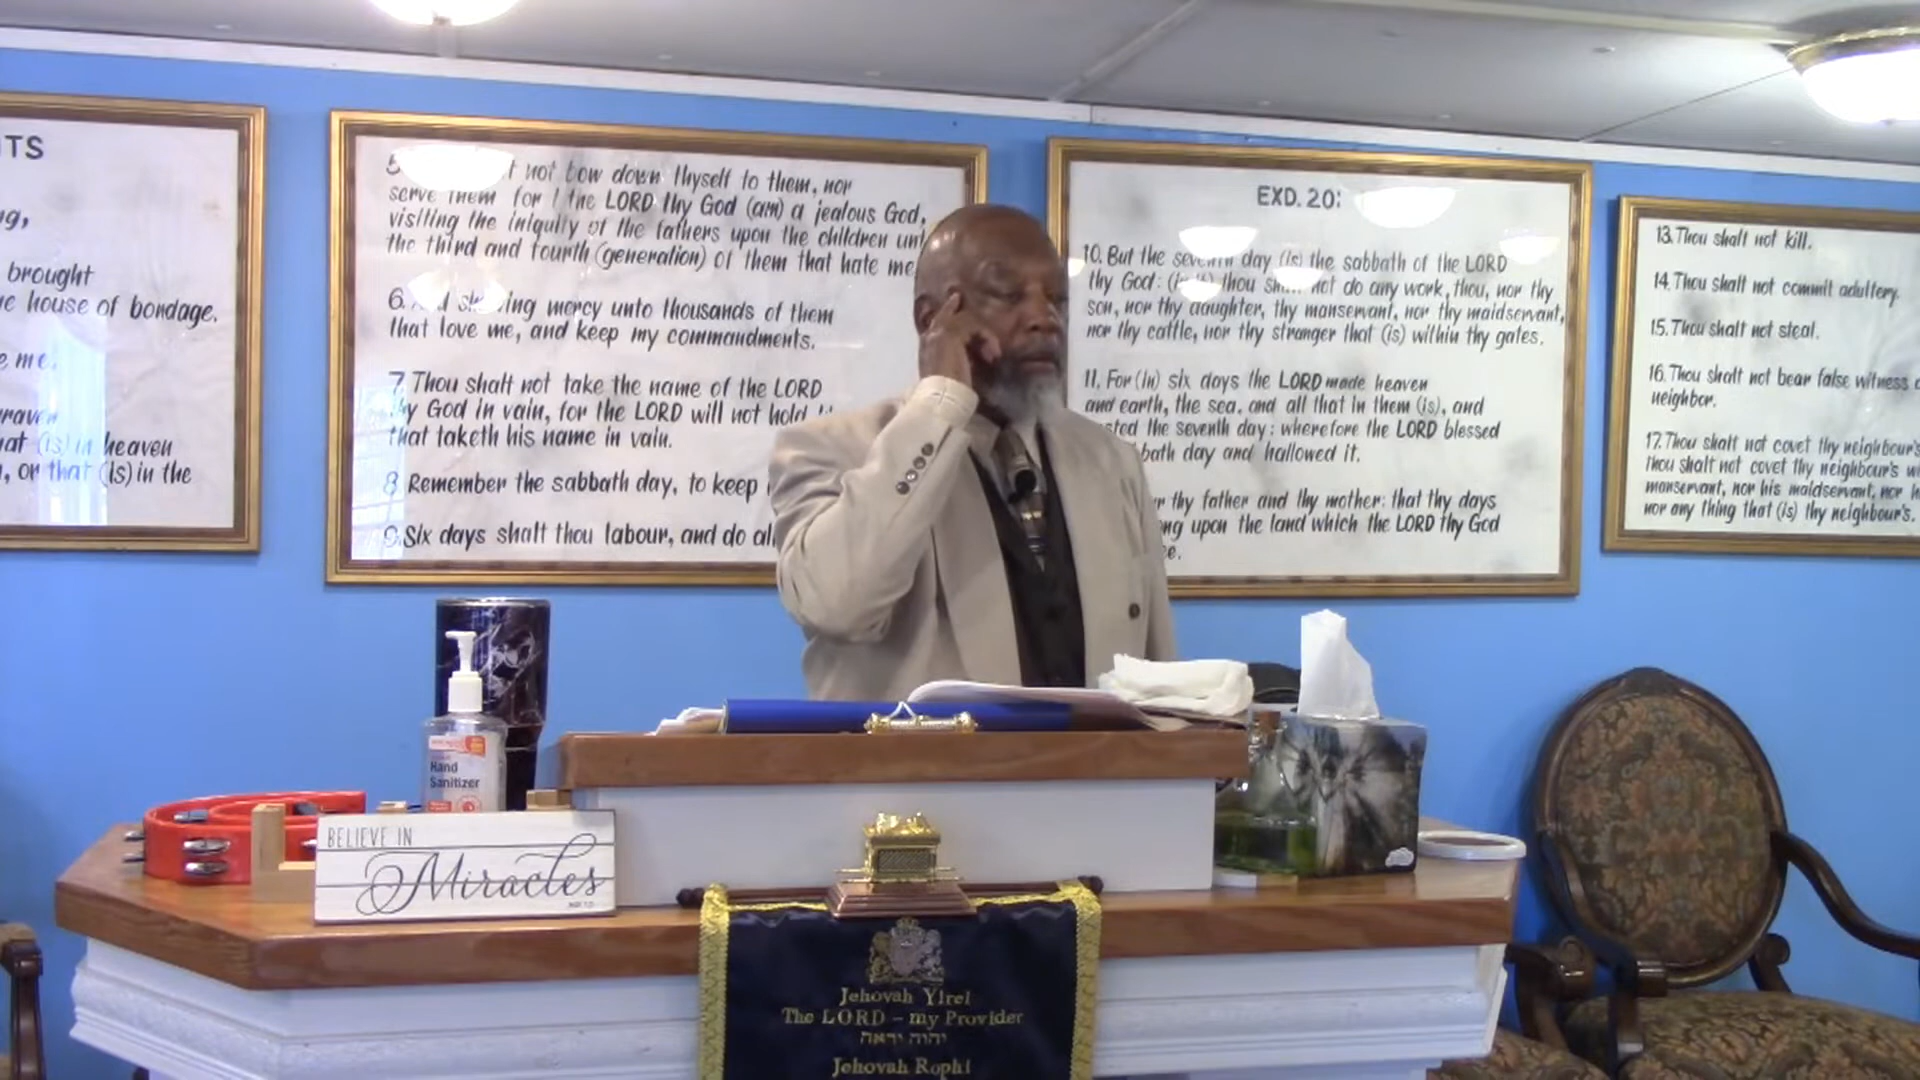 TS
brought
house of bondage.
me.
(is) in heaven
, or that (is) in the
not bow down thyself to them, nor
serve them for I the LORD thy God (am) a jealous God,
visiting the iniquity of the fathers upon the children
the third and fourth (generation) of them that hate me
6. mercy unto thousands of them
that love me, and keep my commandments.
7. Thou shalt not take the name of the LORD
thy God in vain, for the LORD will not hold
that taketh his name in vain.
8 Remember the sabbath day, to keep
9. Six days shalt thou labour, and do all
EXD. 20:
10. But the seventh day (is) the sabbath of the LORD
thy God: thou shalt not do any work, thou, nor thy
son, nor thy daughter, thy manservant, nor thy maidservant,
nor thy cattle, nor thy stranger that (is) within thy gates.
11. For (in) six days the LORD made heaven
and earth, the sea, and all that in them (is), and
the seventh day: wherefore the LORD blessed
day and hallowed it.
thy father and thy mother: that thy days
upon the land which the LORD thy God
13. Thou shalt not kill.
14. Thou shalt not commit adultery.
15. Thou shalt not steal.
16. Thou shalt not bear false witness
neighbor.
17. Thou shalt not covet thy neighbour's
thou shalt not covet thy neighbour's
manservant, nor his maidservant, nor
nor any thing that (is) thy neighbour's.
Hand
Sanitizer
BELIEVE IN
Miracles
Jehovah Yirei
The LORD - my Provider
יהוה יראה
Jehovah Rophi